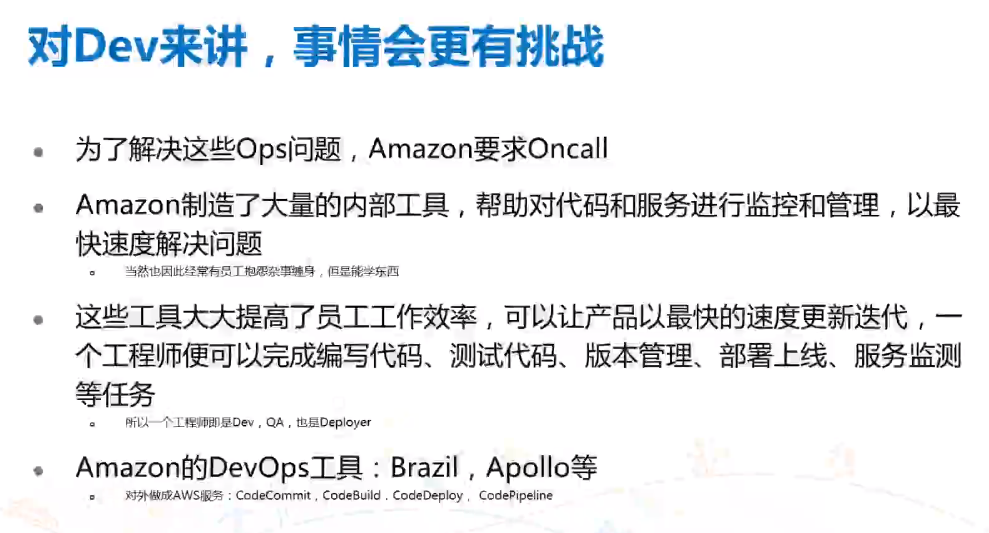 对Dev来讲，事情会更有挑战
为了解决这些Ops问题，Amazon要求Oncall
Amazon制造了大量的内部工具，帮助对代码和服务进行监控和管理，以最
快速度解决问题
当然也因此经常有员工抱怨杂事缠身，但是能学东西
这些工具大大提高了员工工作效率，可以让产品以最快的速度更新迭代，一
个工程师便可以完成编写代码、测试代码、版本管理、部署上线、服务监测
等任务
所以一个工程师即是Dev，QA，也是Deployer
Amazon的DevOps工具：Brazil，Apollo等
对外做成AWS服务：CodeCommit，CodeBuild，CodeDeploy， CodePipeline